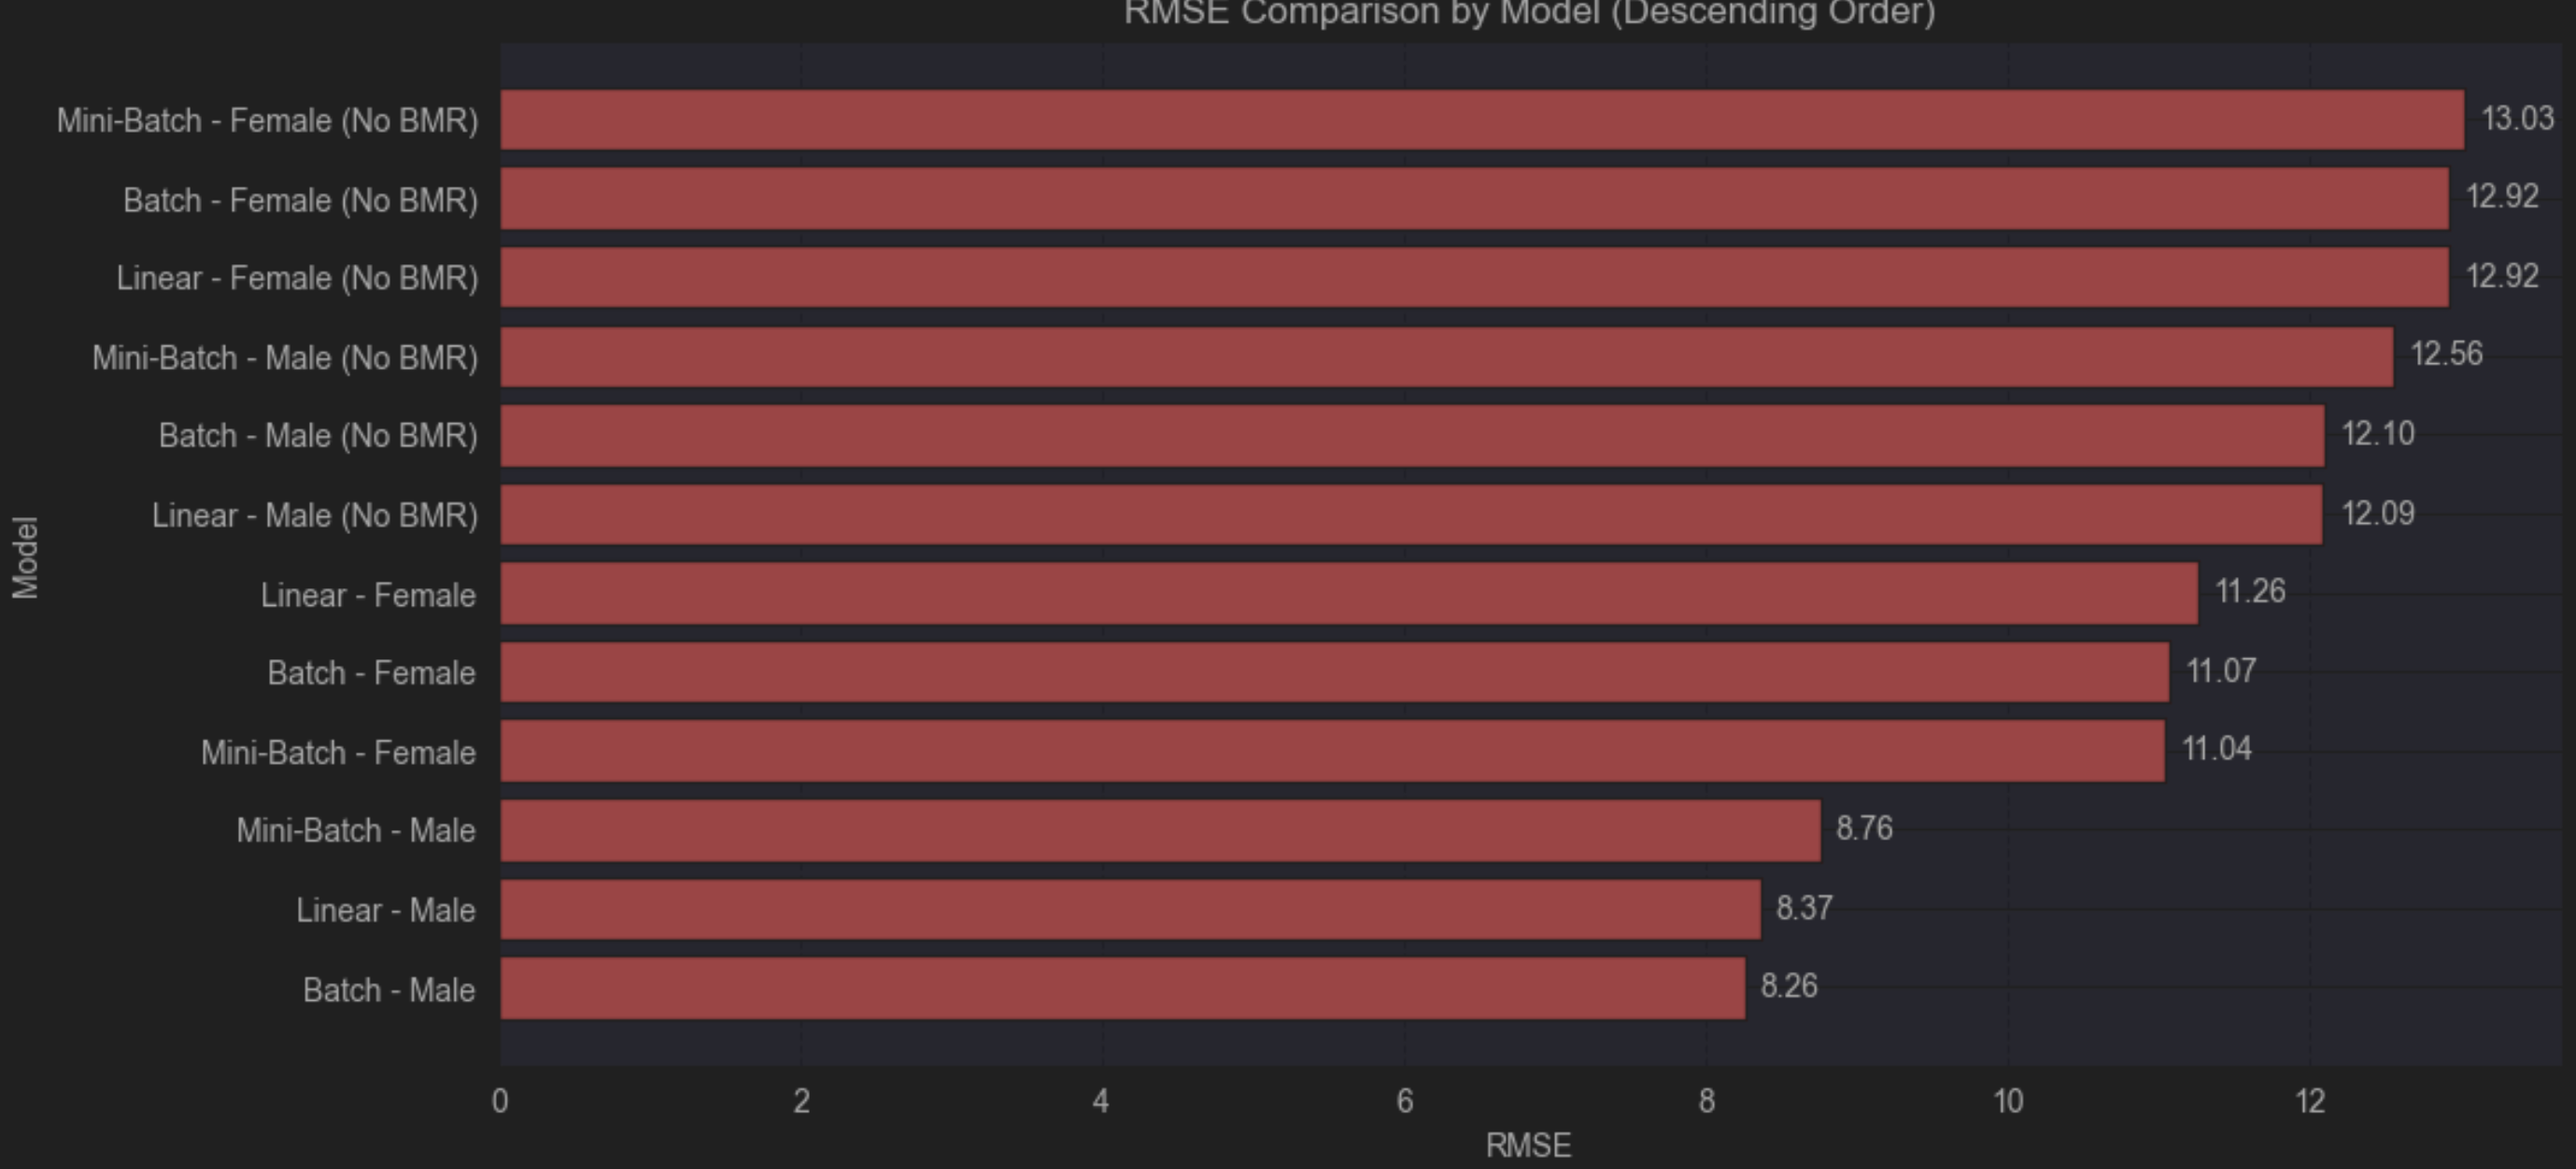 RMSE Comparison by Model (Descending Order)
Mini-Batch - Female (No BMR) 13.03
Batch - Female (No BMR) 12.92
Linear - Female (No BMR) 12.92
Mini-Batch - Male (No BMR) 12.56
Batch - Male (No BMR) 12.10
Linear - Male (No BMR) 12.09
Model
Linear - Female 11.26
Batch - Female 11.07
Mini-Batch - Female 11.04
Mini-Batch - Male 8.76
Linear - Male 8.37
Batch - Male 8.26
0 2 4 6 8 10 12
RMSE